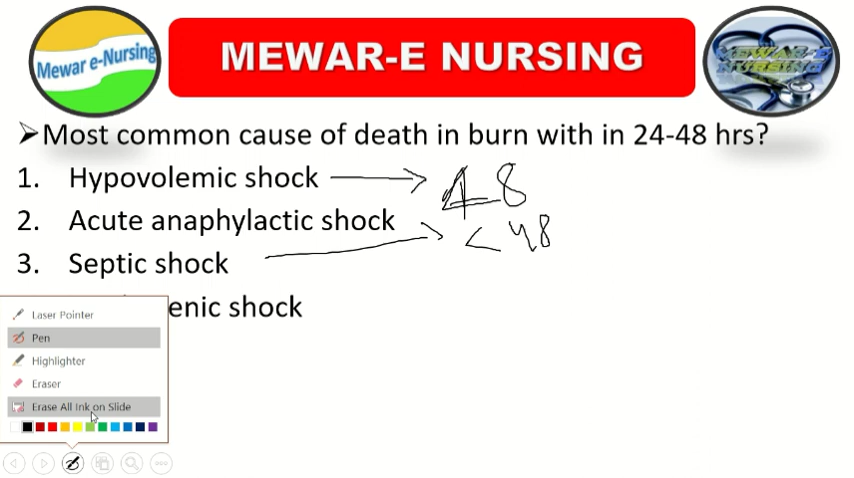 Mewar e-Nursing
MEWAR-E NURSING
MEWAR-E
NURSING
➢Most common cause of death in burn with in 24-48 hrs?
1. Hypovolemic shock
48
2. Acute anaphylactic shock
< 48
3. Septic shock
enic shock
Laser Pointer
Pen
Highlighter
Eraser
Erase All Ink on Slide